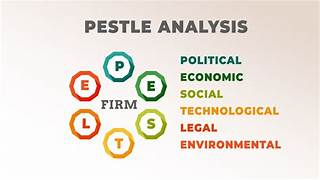 PESTLE ANALYSIS
P
E
S
T
L
E
FIRM
POLITICAL
ECONOMIC
SOCIAL
TECHNOLOGICAL
LEGAL
ENVIRONMENTAL